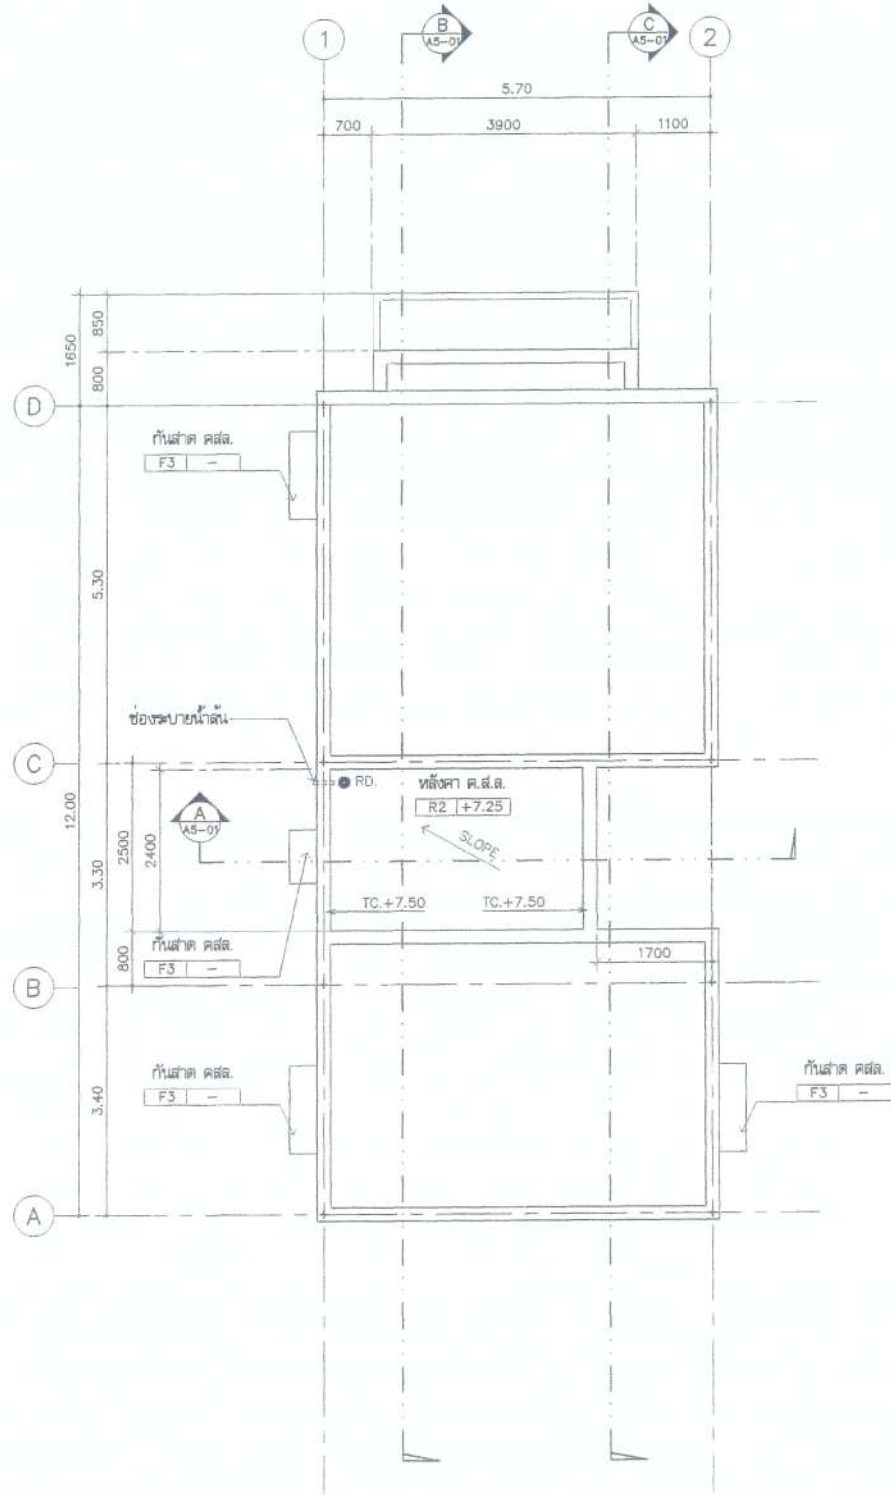 1
B
A5-01
C
A5-01
2
5.70
700
3900
1100
1650
850
800
D
กันสาด คสล.
F3 -
5.30
12.00
ช่องระบายน้ำล้น
C
RD.
หลังคา ค.ส.ล.
R2 +7.25
SLOPE
A
A5-01
3.30
2500
2400
TC.+7.50
TC.+7.50
กันสาด คสล.
F3 -
800
1700
B
กันสาด คสล.
F3 -
3.40
กันสาด คสล.
F3 -
A